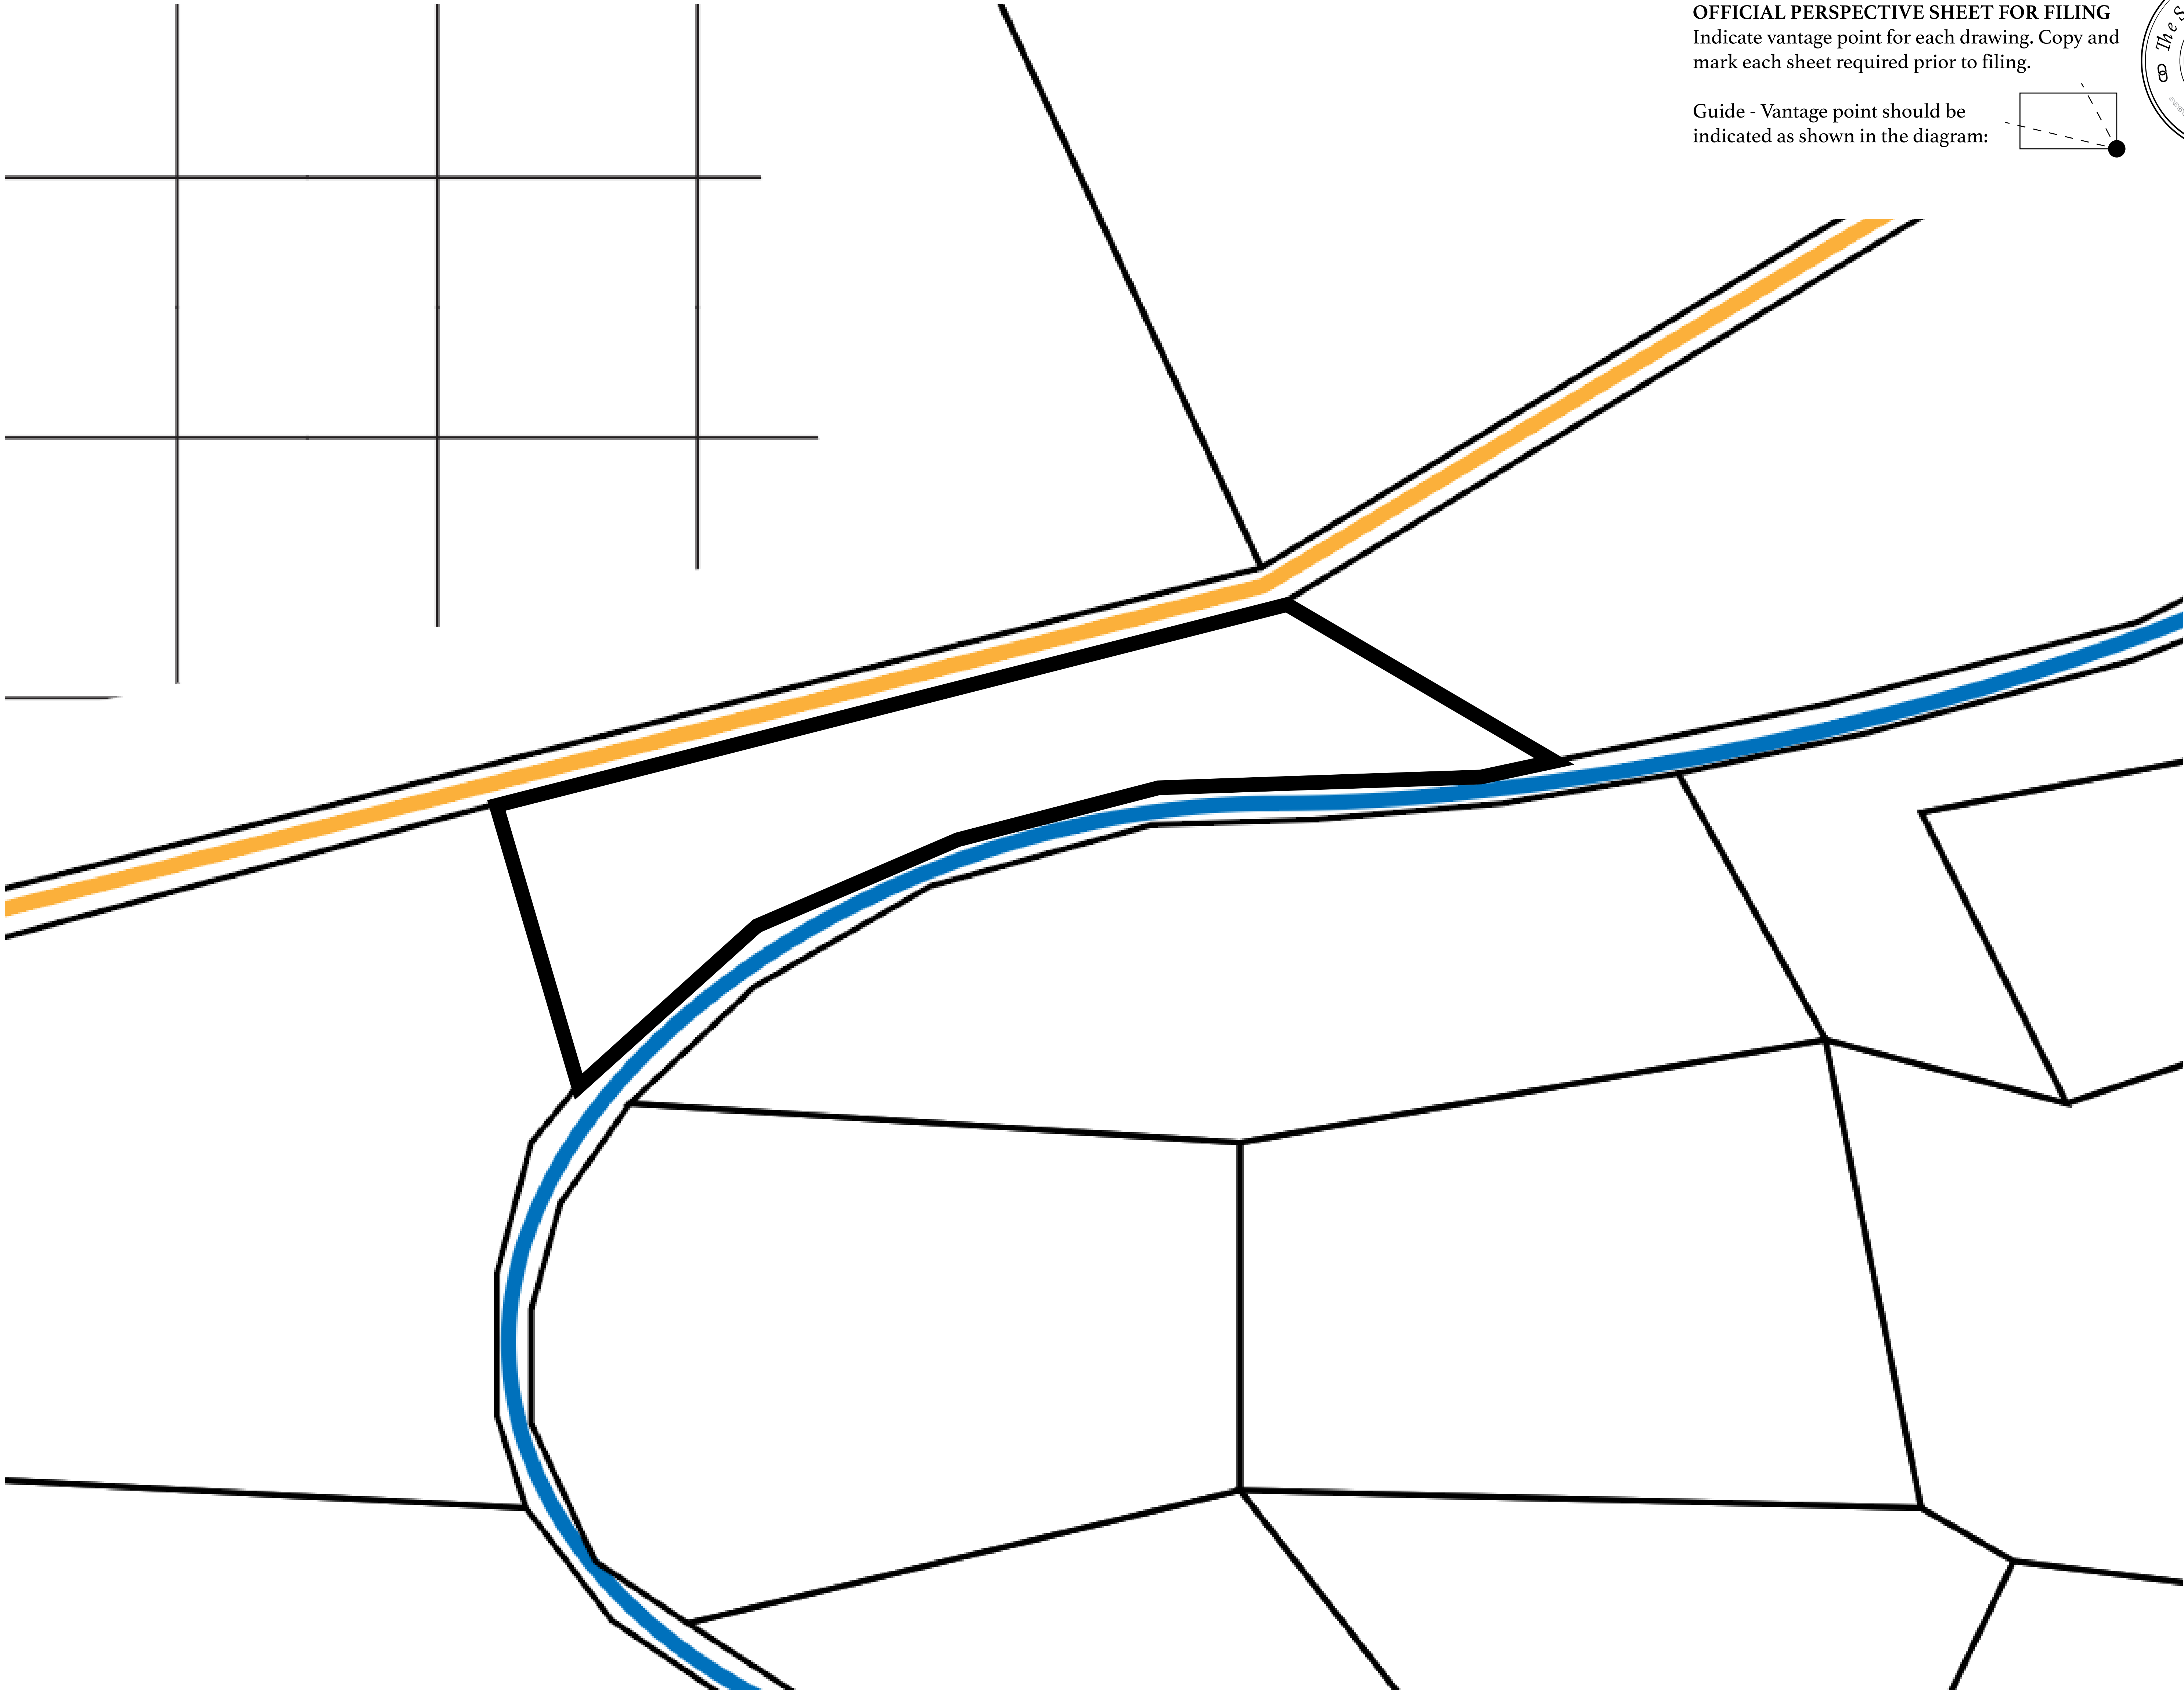 OFFICIAL PERSPECTIVE SHEET FOR FILING
Indicate vantage point for each drawing. Copy and
mark each sheet required prior to filing.
Guide - Vantage point should be
indicated as shown in the diagram:
The